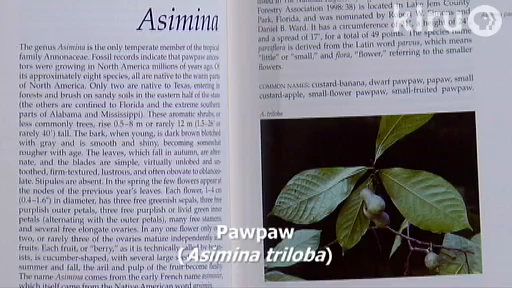 Asimina
The genus Asimina is the only temperate member of the tropical
family Annonaceae. Fossil records indicate that pawpaw ances-
tors were growing in North America millions of years ago. Of
its approximately eight species, all are native to the warm parts
of North America. Only two are native to Texas, entering it
forests and brush on sandy soils in the eastern half of the state
(the others are confined to Florida and the extreme southern
parts of Alabama and Mississippi). These aromatic shrubs, or
less commonly trees, rise 0.5–8 m or rarely 12 m (1.5–26' or
rarely 40') tall. The bark, when young, is dark brown blotched
with gray is smooth and shiny, becoming somewhat
rougher with age. The leaves, which fall in autumn, are alter-
nate, and the blades are simple, virtually unlobed and un-
toothed, firm-textured, lustrous, and often obovate to oblanceo-
late. Stipules are absent. In the spring the few flowers appear at
the nodes of the previous year's leaves. Each flower, 1–4 cm
(0.4–1.6") in diameter, has three free greenish sepals, three free
purplish outer petals, three free purplish or livid green inner
petals (alternating with the outer petals), many free stamens,
and several free elongate ovaries. In any one flower only
two, or rarely three of the ovaries mature independently
fruits. Each fruit, or "berry," as it is technically called by
ists, is cucumber-shaped, with several large
summer and fall, the aril and pulp of the fruit become
The name Asimina comes from the early French name
which itself came from the Native American word
Forestry Association 1998: 38) is located Lake Jem County
Park, Florida, and was nominated by Ro
Daniel B. Ward. It has a circumference of
and a spread of 17', for a total of 49 points. The species name
parviflora is derived from the Latin word parvus, which means
"little" or "small," and flora, "flower," referring to the smaller
flowers.
COMMON NAMES: custard-banana, dwarf pawpaw, papaw, small
custard-apple, small-flower pawpaw, small-fruited pawpaw.
A. triloba
klru PBS
Pawpaw
(Asimina triloba)